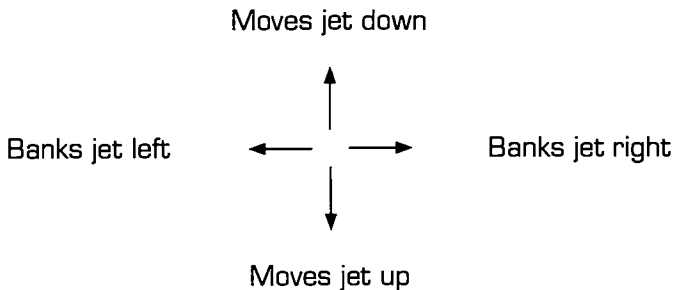 Moves jet down
Banks jet left
Banks jet right
Moves jet up